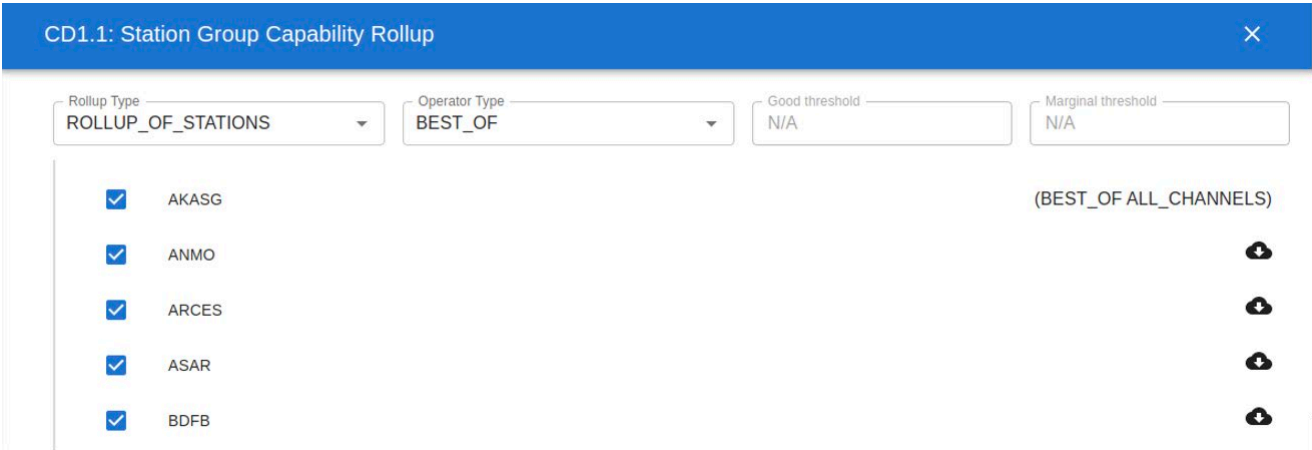 CD1.1: Station Group Capability Rollup
Rollup Type Operator Type Good threshold Marginal threshold
ROLLUP_OF_STATIONS BEST_OF N/A N/A
AKASG (BEST_OF ALL_CHANNELS)
ANMO
ARCES
ASAR
BDFB